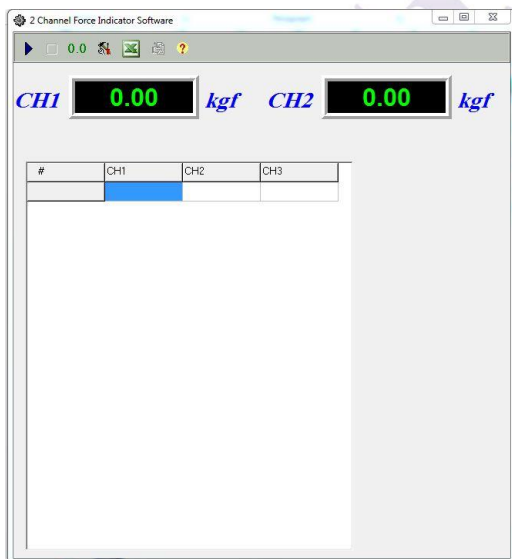 2 Channel Force Indicator Software
0.0 ?
CH1 0.00 kgf CH2 0.00 kgf
# CH1 CH2 CH3